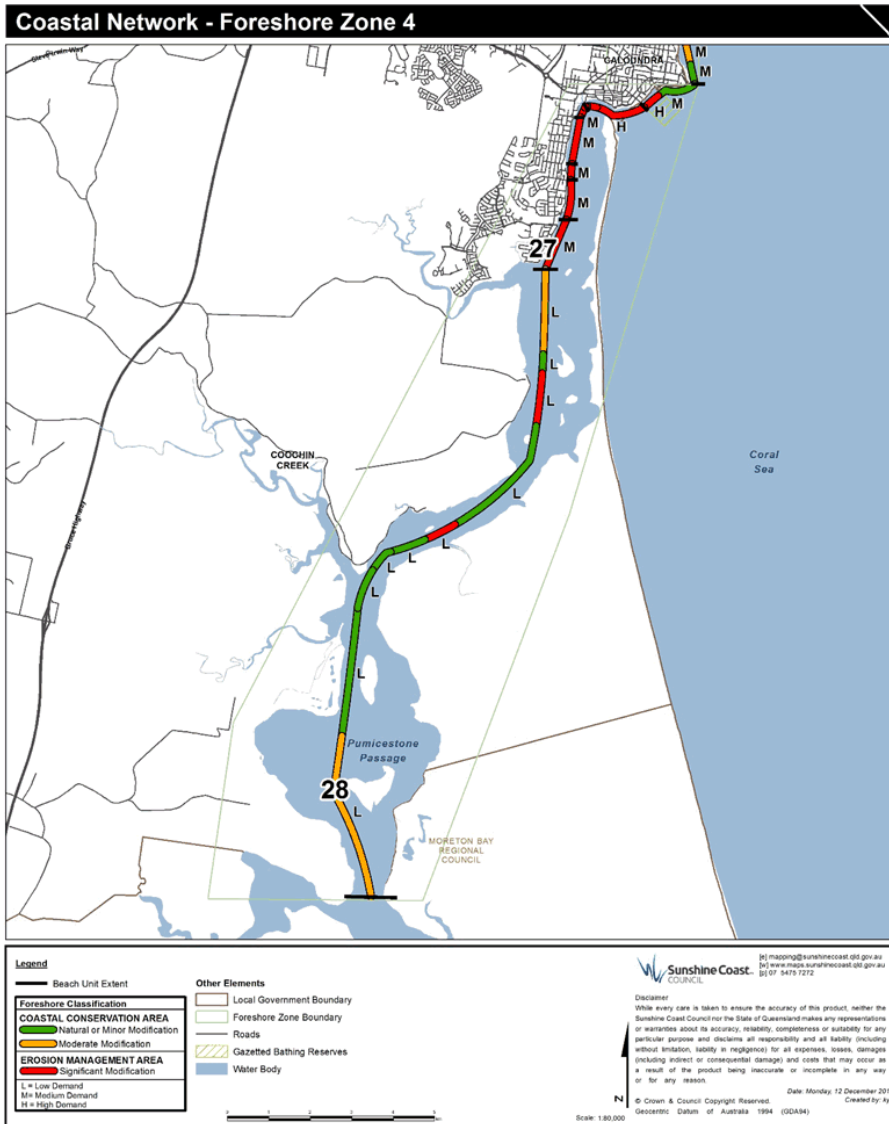 Coastal Network - Foreshore Zone 4
CALOUNDRA
M
M
M
H
H
M
M
M
M
27
M
L
L
L
Coral
Sea
COOCHIN
CREEK
L
L
L
L
L
Bruce Highway
Pumicestone
Passage
28
L
MORETON BAY
REGIONAL
COUNCIL
Legend
Beach Unit Extent
Foreshore Classification
COASTAL CONSERVATION AREA
Natural or Minor Modification
Moderate Modification
EROSION MANAGEMENT AREA
Significant Modification
L = Low Demand
M= Medium Demand
H = High Demand
Other Elements
Local Government Boundary
Foreshore Zone Boundary
Roads
Gazetted Bathing Reserves
Water Body
Sunshine Coast
COUNCIL
[e] mapping@sunshinecoast.qld.gov.au
[w] www.maps.sunshinecoast.qld.gov.au
[p] 07 5475 7272
Disclaimer
While every care is taken to ensure the accuracy of this product, neither the
Sunshine Coast Council nor the State of Queensland makes any representations
or warranties about its accuracy, reliability, completeness or suitability for any
particular purpose and disclaims all responsibility and all liability (including
without limitation, liability in negligence) for all expenses, losses, damages
(including indirect or consequential damage) and costs that may occur as
a result of the product being inaccurate or incomplete in any way
or for any reason.
Date: Monday, 12 December 201
Created by: ky
© Crown & Council Copyright Reserved.
Geocentric Datum of Australia 1994 (GDA94)
N
Scale: 1:80,000